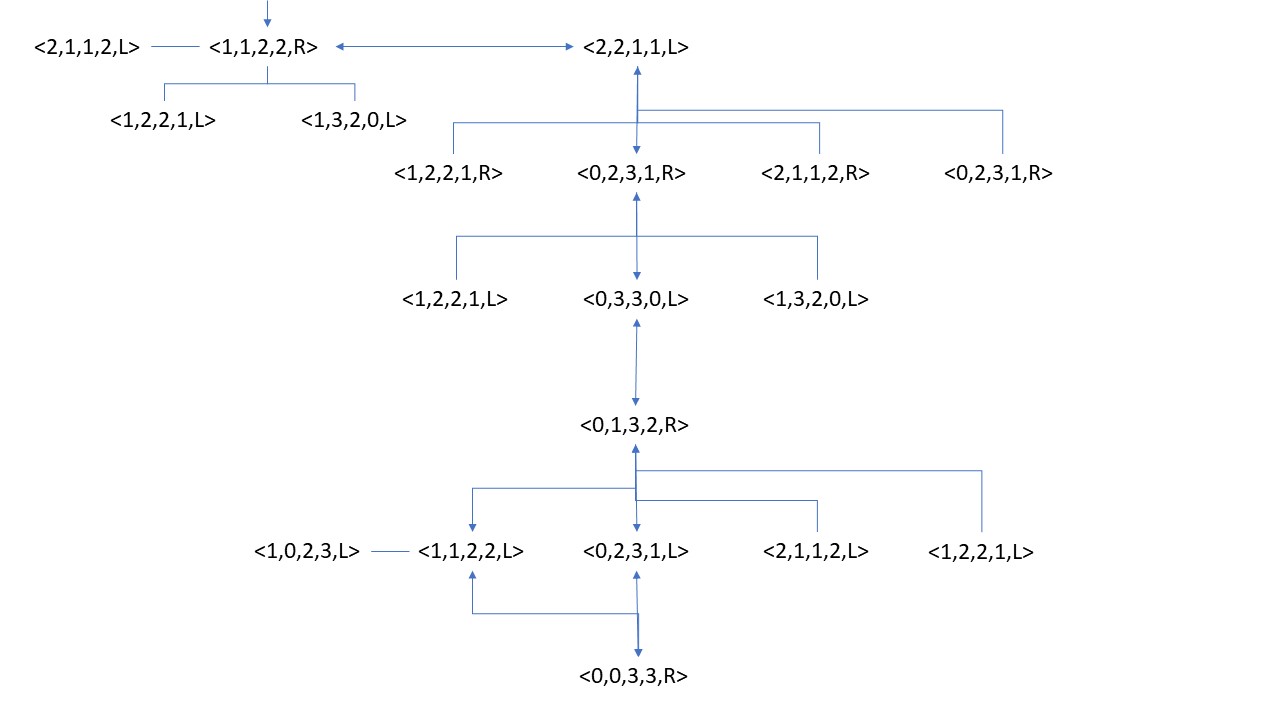 <2,1,1,2,L> <1,1,2,2,R> <2,2,1,1,L>
<1,2,2,1,L> <1,3,2,0,L>
<1,2,2,1,R> <0,2,3,1,R> <2,1,1,2,R> <0,2,3,1,R>
<1,2,2,1,L> <0,3,3,0,L> <1,3,2,0,L>
<0,1,3,2,R>
<1,0,2,3,L> <1,1,2,2,L> <0,2,3,1,L> <2,1,1,2,L> <1,2,2,1,L>
<0,0,3,3,R>